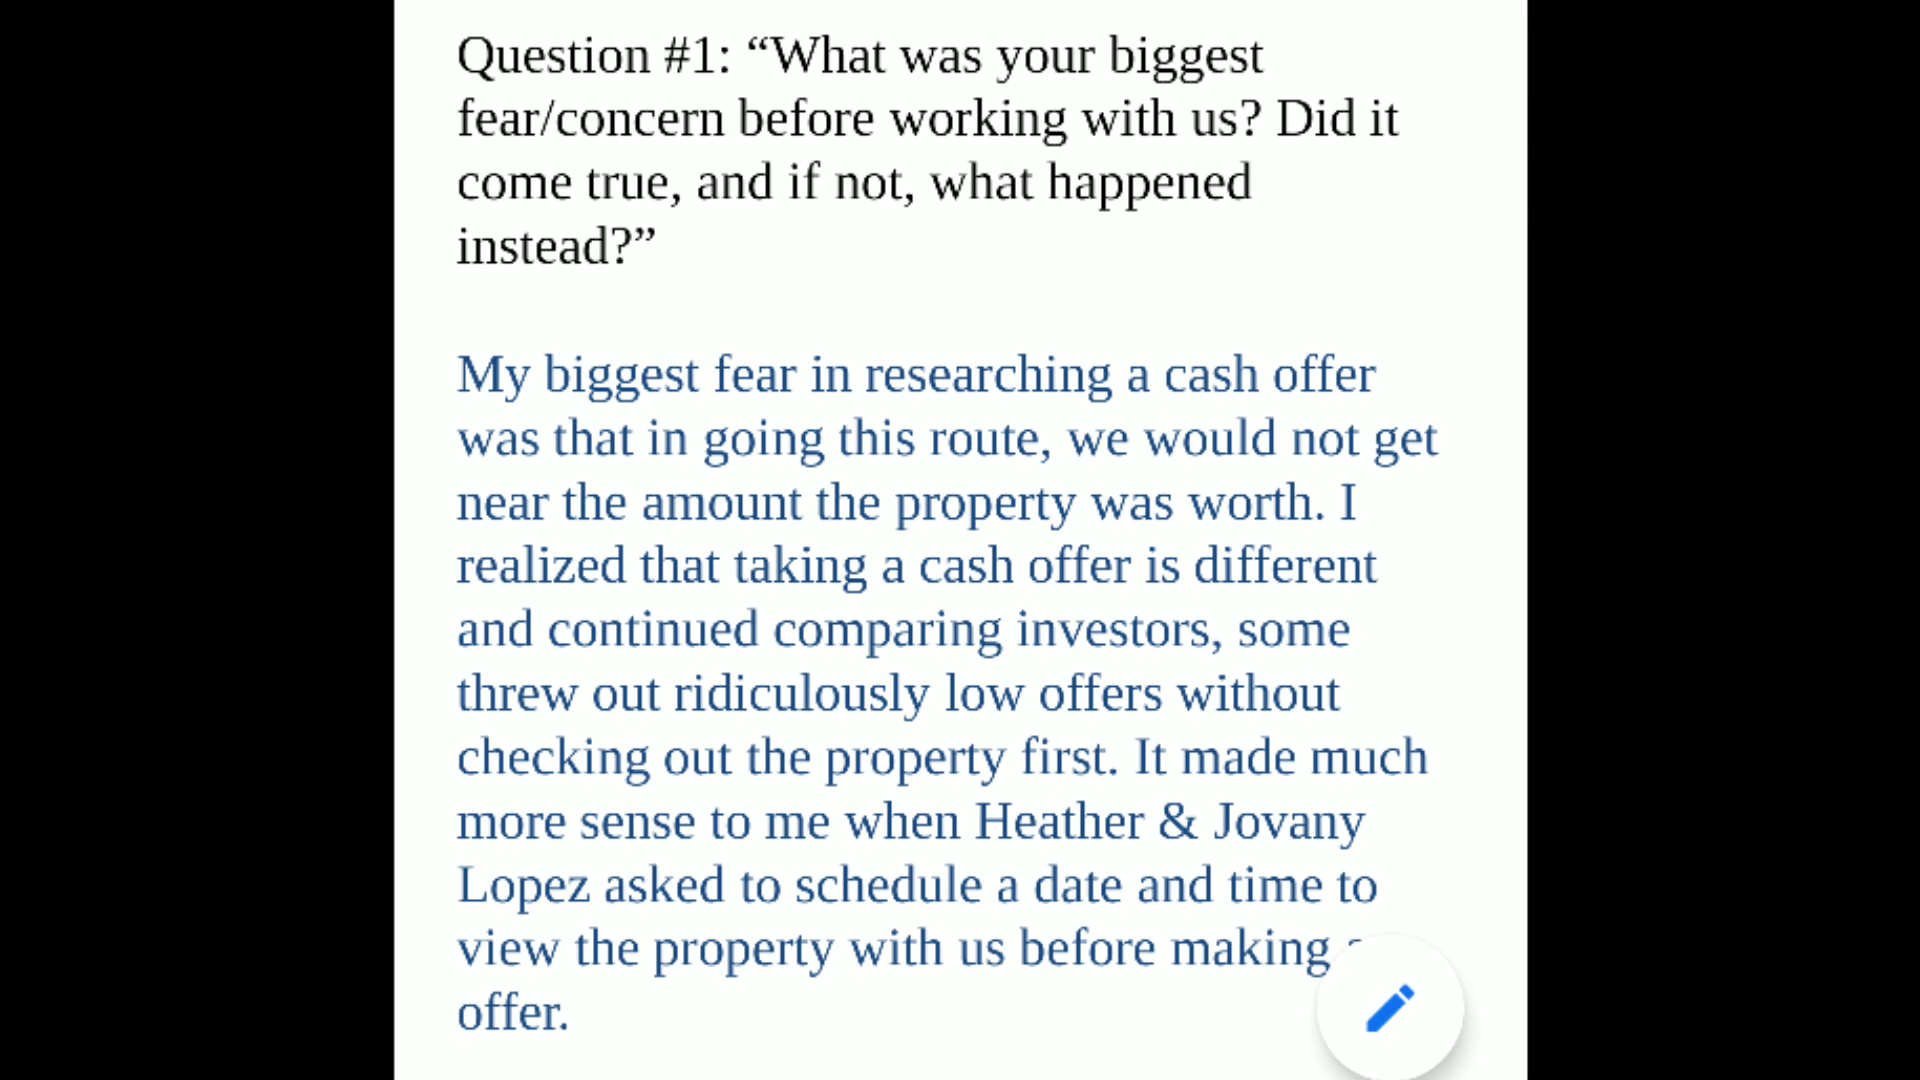 Question #1: “What was your biggest
fear/concern before working with us? Did it
come true, and if not, what happened
instead?”
My biggest fear in researching a cash offer
was that in going this route, we would not get
near the amount the property was worth. I
realized that taking a cash offer is different
and continued comparing investors, some
threw out ridiculously low offers without
checking out the property first. It made much
more sense to me when Heather & Jovany
Lopez asked to schedule a date and time to
view the property with us before making
offer.